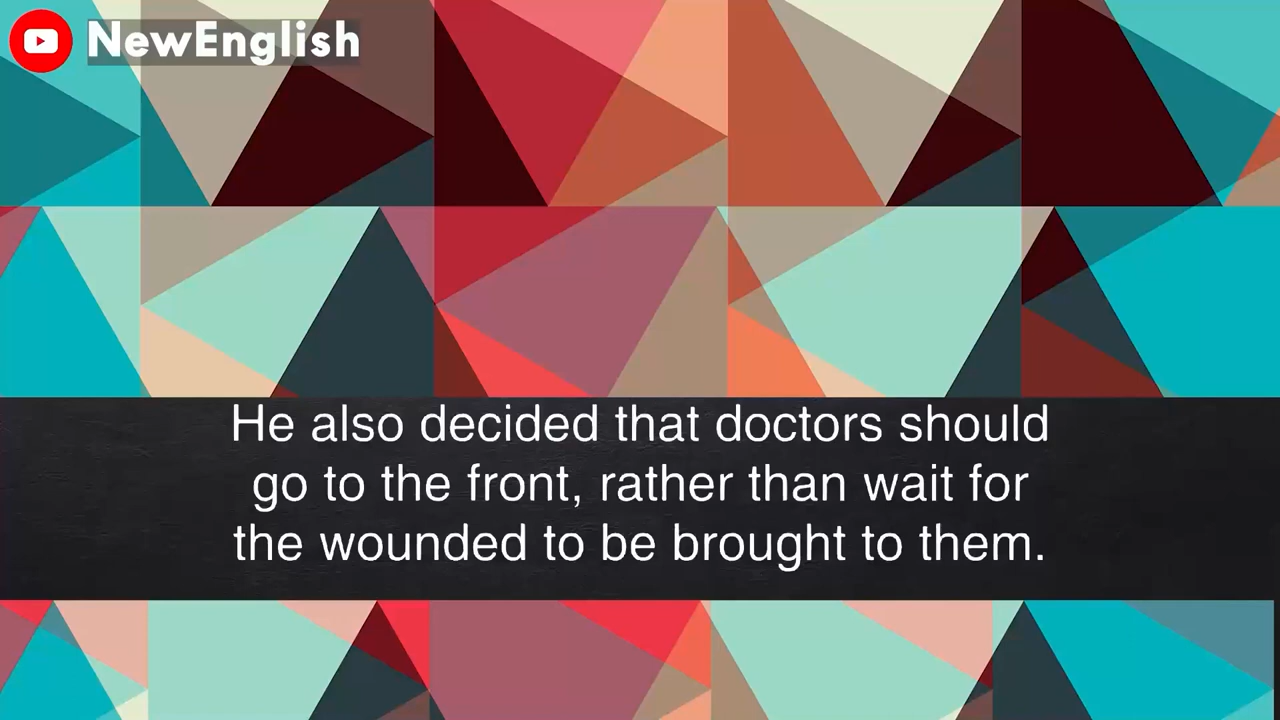 NewEnglish
He also decided that doctors should
go to the front, rather than wait for
the wounded to be brought to them.